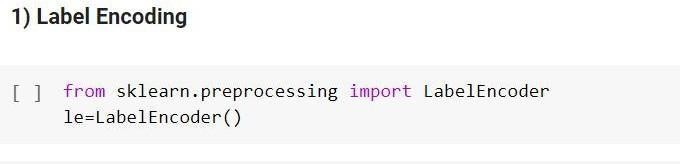 1) Label Encoding
[ ] from sklearn.preprocessing import LabelEncoder
le=LabelEncoder()